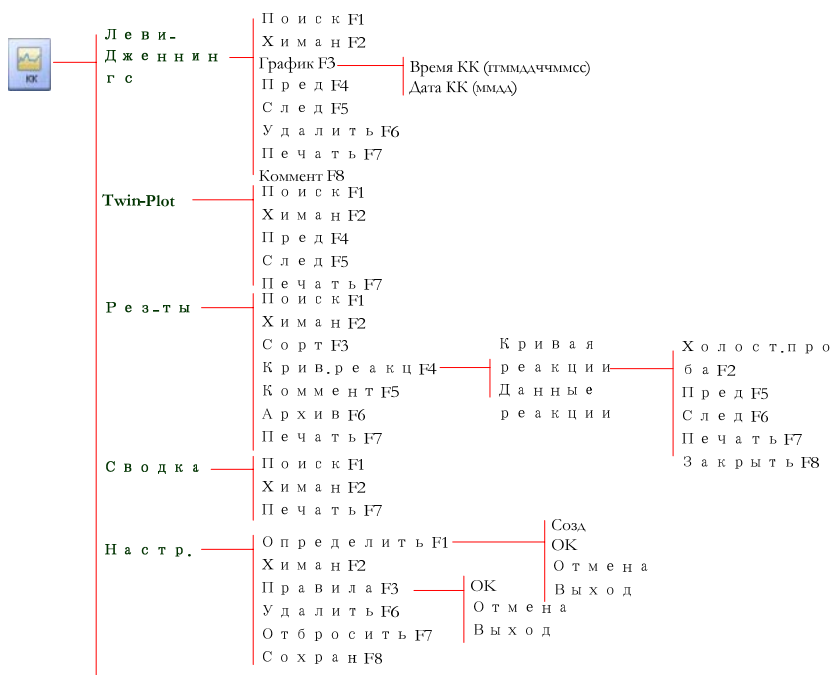 КК
Леви-
Дженнин
гс
Поиск F1
Химан F2
График F3
Пред F4
След F5
Удалить F6
Печать F7
Коммент F8
Время КК (ггммддччммсс)
Дата КК (ммдд)
Twin-Plot
Поиск F1
Химан F2
Пред F4
След F5
Печать F7
Рез-ты
Поиск F1
Химан F2
Сорт F3
Крив.реакц F4
Коммент F5
Архив F6
Печать F7
Кривая
реакции
Данные
реакции
Холост.про
ба F2
Пред F5
След F6
Печать F7
Закрыть F8
Сводка
Поиск F1
Химан F2
Печать F7
Настр.
Определить F1
Химан F2
Правила F3
Удалить F6
Отбросить F7
Сохран F8
Созд
OK
Отмена
Выход
OK
Отмена
Выход